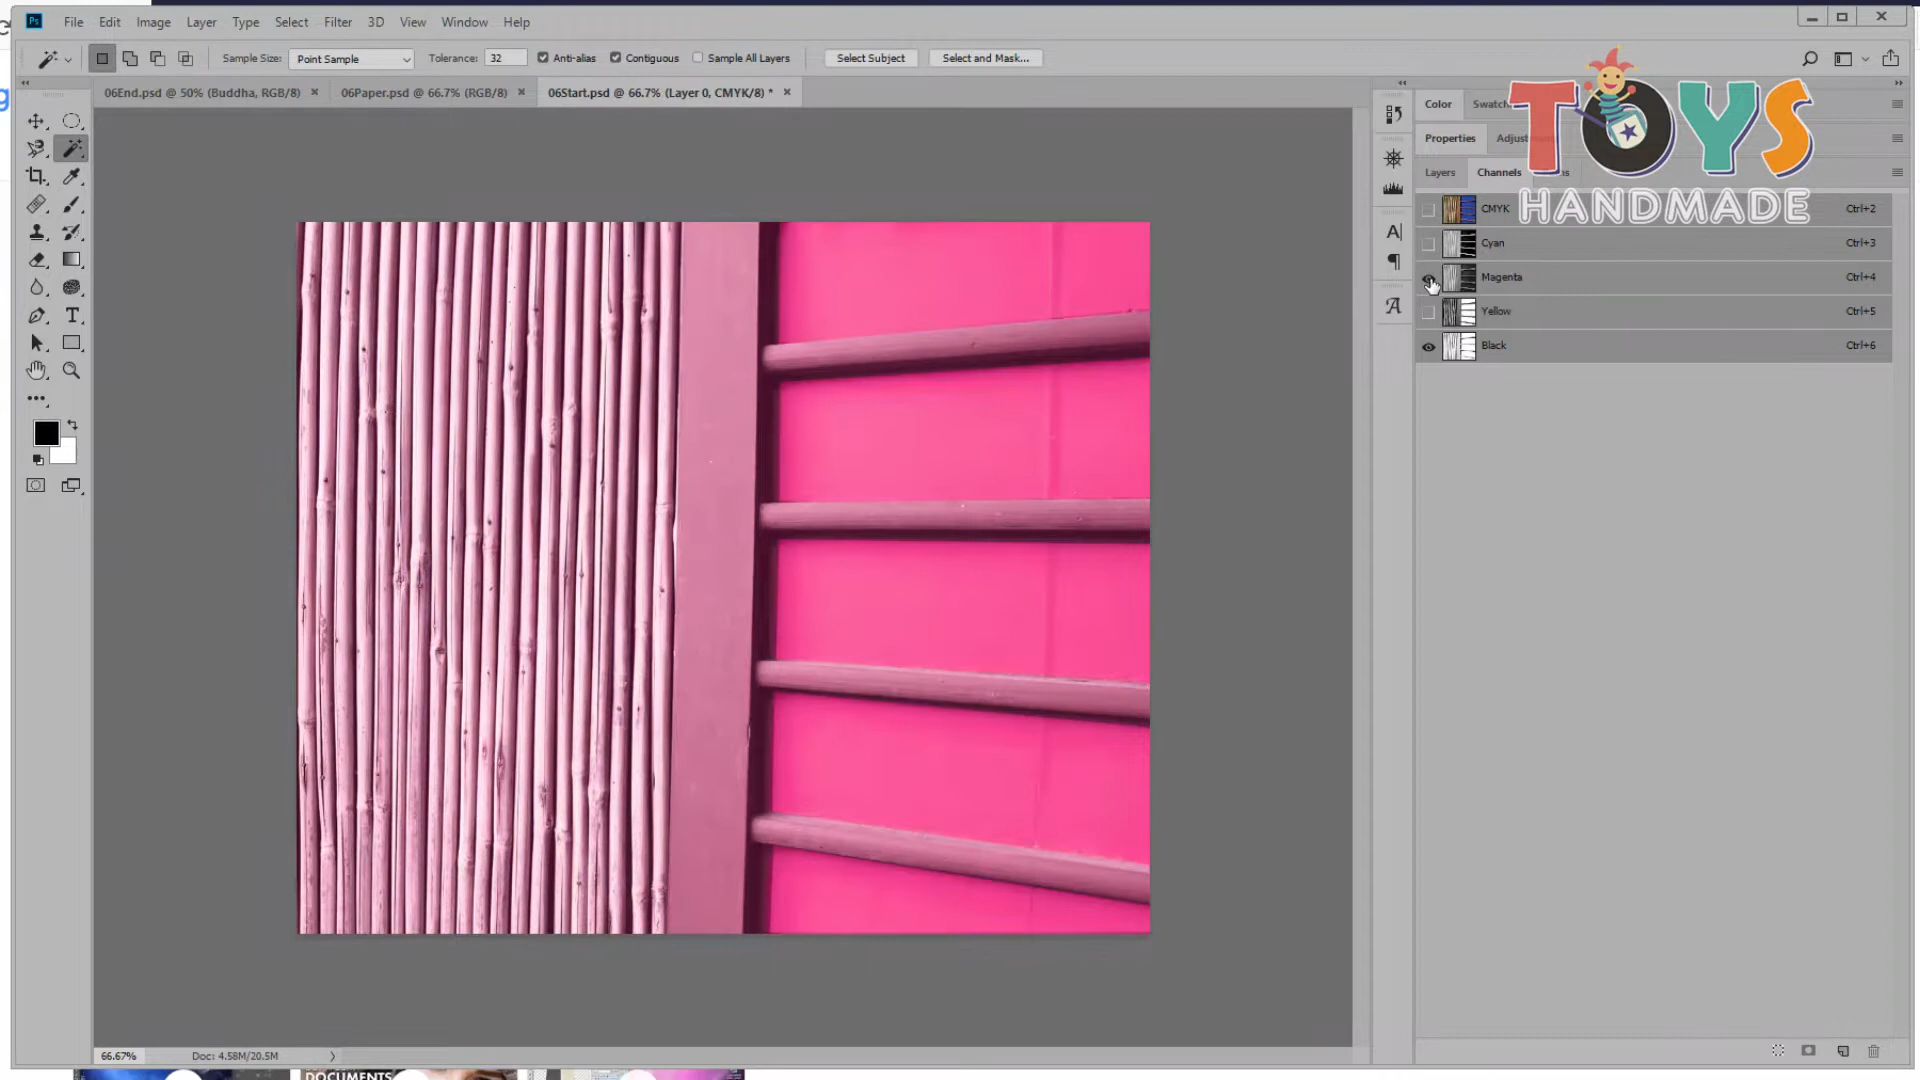 Ps File Edit Image Layer Type Select Filter 3D View Window Help
Sample Size: Point Sample Tolerance: 32 Anti-alias Contiguous Sample All Layers Select Subject Select and Mask...
06End.psd @ 50% (Buddha, RGB/8) × 06Paper.psd @ 66.7% (RGB/8) × 06Start.psd @ 66.7% (Layer 0, CMYK/8) * ×
Color Swatch
Properties Adjust
Layers Channels
TOYS
HANDMADE
CMYK Ctrl+2
Cyan Ctrl+3
Magenta Ctrl+4
Yellow Ctrl+5
Black Ctrl+6
66.67% Doc: 4.58M/20.5M
DOCUMENTS